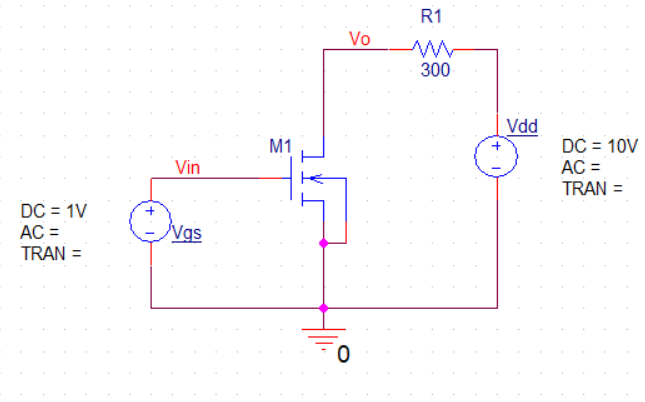 R1
Vo
300
Vdd
M1
DC = 10V
AC =
TRAN =
Vin
DC = 1V
AC =
TRAN =
Vgs
0